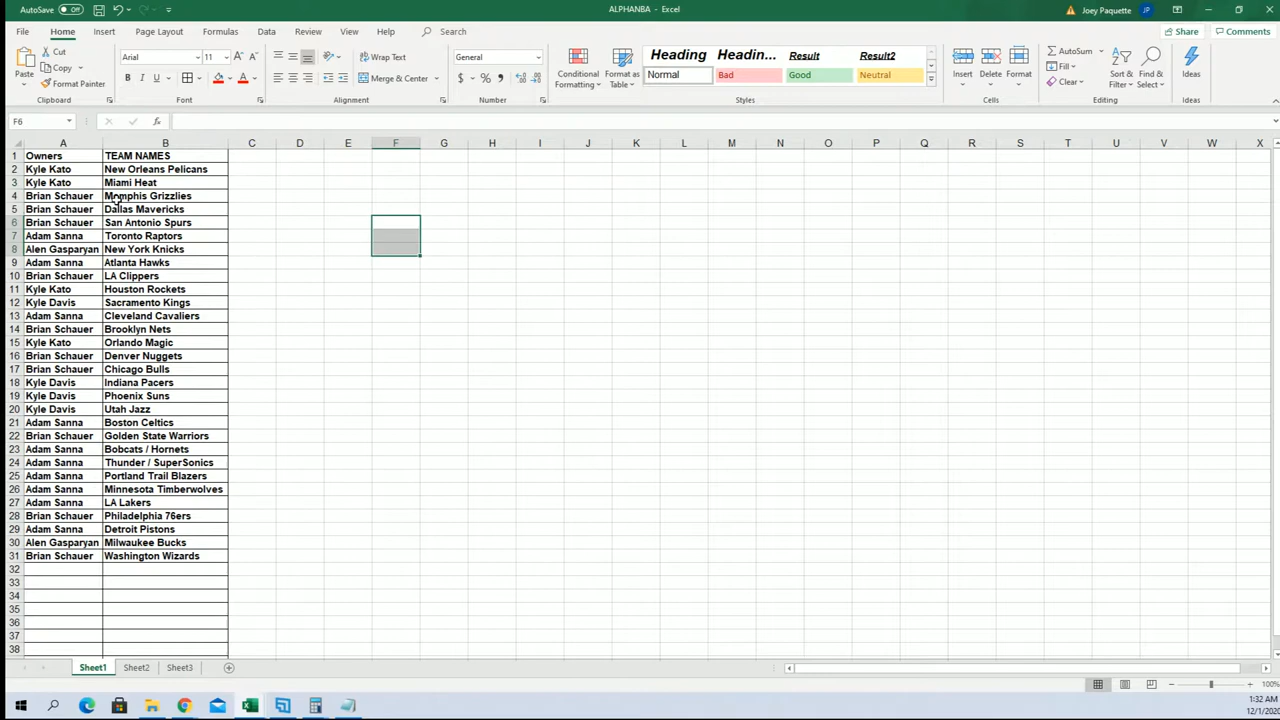 AutoSave Off ALPHANBA - Excel Joey Paquette JP
File Home Insert Page Layout Formulas Data Review View Help Search Share Comments
Paste Cut Copy Format Painter Clipboard
Arial 11 B I U A Font
Wrap Text Merge & Center Alignment
General $ % Number
Conditional Formatting Format as Table
Heading Headin... Result Result2
Normal Bad Good Neutral
Styles
Insert Delete Format Cells
AutoSum Fill Clear Sort & Filter Find & Select Editing
Ideas Ideas
F6 fx
A B C D E F G H I J K L M N O P Q R S T U V W X
1 Owners TEAM NAMES
2 Kyle Kato New Orleans Pelicans
3 Kyle Kato Miami Heat
4 Brian Schauer Memphis Grizzlies
5 Brian Schauer Dallas Mavericks
6 Brian Schauer San Antonio Spurs
7 Adam Sanna Toronto Raptors
8 Alen Gasparyan New York Knicks
9 Adam Sanna Atlanta Hawks
10 Brian Schauer LA Clippers
11 Kyle Kato Houston Rockets
12 Kyle Davis Sacramento Kings
13 Adam Sanna Cleveland Cavaliers
14 Brian Schauer Brooklyn Nets
15 Kyle Kato Orlando Magic
16 Brian Schauer Denver Nuggets
17 Brian Schauer Chicago Bulls
18 Kyle Davis Indiana Pacers
19 Kyle Davis Phoenix Suns
20 Kyle Davis Utah Jazz
21 Adam Sanna Boston Celtics
22 Brian Schauer Golden State Warriors
23 Adam Sanna Bobcats / Hornets
24 Adam Sanna Thunder / SuperSonics
25 Adam Sanna Portland Trail Blazers
26 Adam Sanna Minnesota Timberwolves
27 Adam Sanna LA Lakers
28 Brian Schauer Philadelphia 76ers
29 Adam Sanna Detroit Pistons
30 Alen Gasparyan Milwaukee Bucks
31 Brian Schauer Washington Wizards
32
33
34
35
36
37
38
Sheet1 Sheet2 Sheet3
100%
1:32 AM
12/1/2020